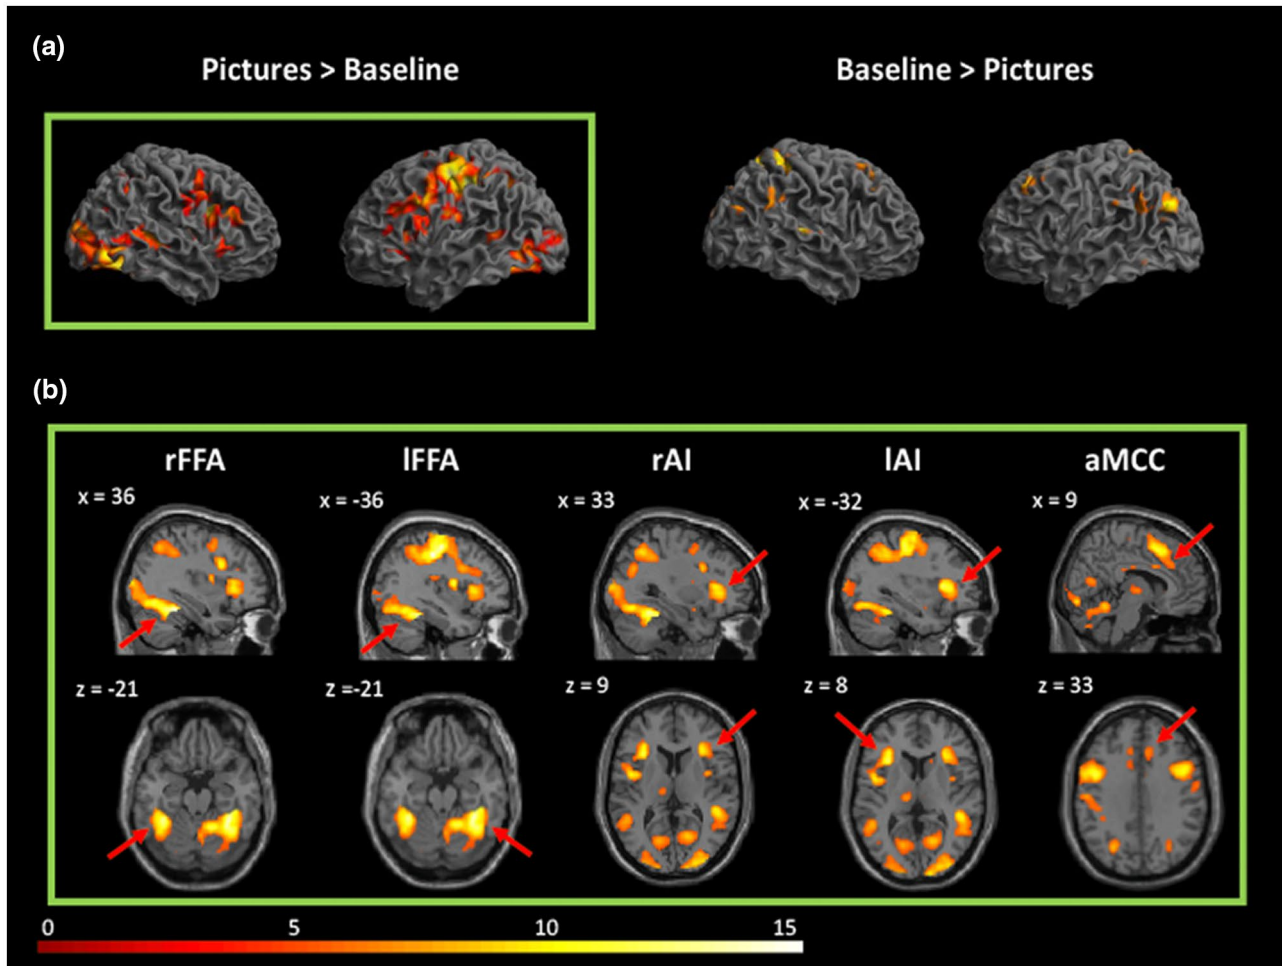 (a)
Pictures > Baseline
Baseline > Pictures
(b)
rFFA
lFFA
rAI
lAI
aMCC
x = 36
x = -36
x = 33
x = -32
x = 9
z = -21
z =-21
z = 9
z = 8
z = 33
0
5
10
15